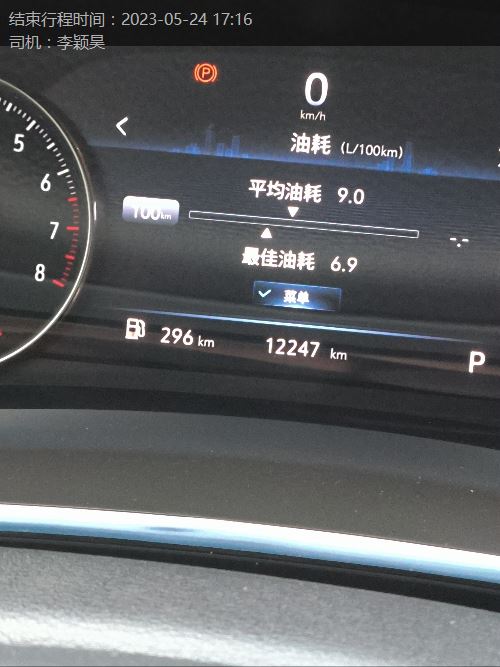 结束行程时间：2023-05-24 17:16
司机：李颖昊
0
km/h
油耗 (L/100km)
5
6
7
8
平均油耗 9.0
100km
-.-
最佳油耗 6.9
菜单
296 km
12247 km
P